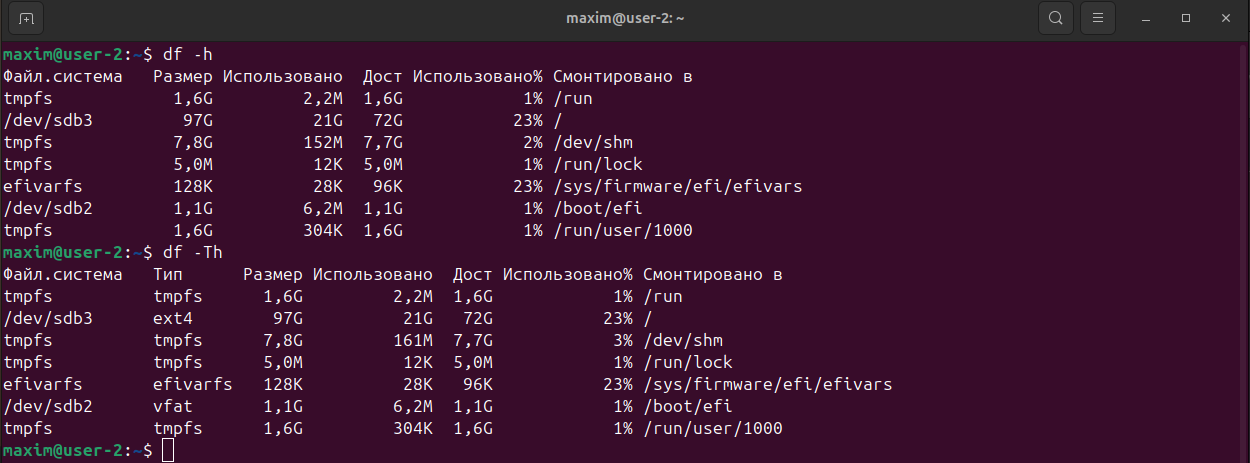 maxim@user-2: ~
maxim@user-2:~$ df -h
Файл.система   Размер Использовано  Дост Использовано% Смонтировано в
tmpfs            1,6G         2,2M  1,6G            1% /run
/dev/sdb3         97G          21G   72G           23% /
tmpfs            7,8G         152M  7,7G            2% /dev/shm
tmpfs            5,0M          12K  5,0M            1% /run/lock
efivarfs         128K          28K   96K           23% /sys/firmware/efi/efivars
/dev/sdb2        1,1G         6,2M  1,1G            1% /boot/efi
tmpfs            1,6G         304K  1,6G            1% /run/user/1000
maxim@user-2:~$ df -Th
Файл.система   Тип      Размер Использовано  Дост Использовано% Смонтировано в
tmpfs          tmpfs      1,6G         2,2M  1,6G            1% /run
/dev/sdb3      ext4        97G          21G   72G           23% /
tmpfs          tmpfs      7,8G         161M  7,7G            3% /dev/shm
tmpfs          tmpfs      5,0M          12K  5,0M            1% /run/lock
efivarfs       efivarfs   128K          28K   96K           23% /sys/firmware/efi/efivars
/dev/sdb2      vfat       1,1G         6,2M  1,1G            1% /boot/efi
tmpfs          tmpfs      1,6G         304K  1,6G            1% /run/user/1000
maxim@user-2:~$